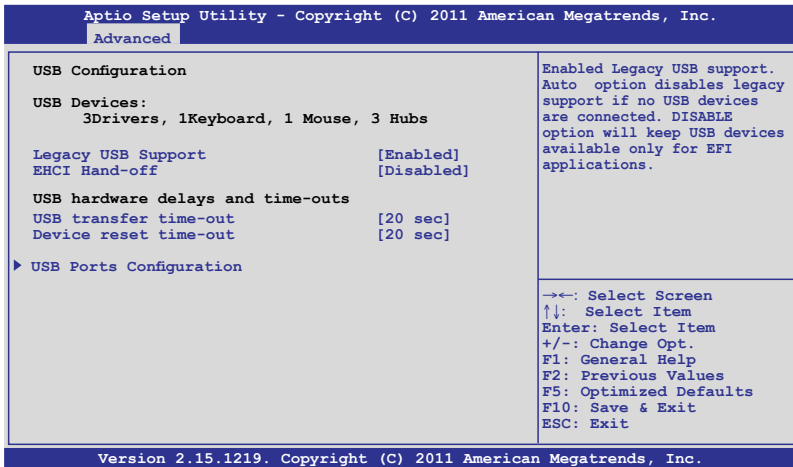 Aptio Setup Utility - Copyright (C) 2011 American Megatrends, Inc.
Advanced
USB Configuration
USB Devices:
3Drivers, 1Keyboard, 1 Mouse, 3 Hubs
Legacy USB Support [Enabled]
EHCI Hand-off [Disabled]
USB hardware delays and time-outs
USB transfer time-out [20 sec]
Device reset time-out [20 sec]
USB Ports Configuration
Enabled Legacy USB support.
Auto option disables legacy
support if no USB devices
are connected. DISABLE
option will keep USB devices
available only for EFI
applications.
→←: Select Screen
↑↓: Select Item
Enter: Select Item
+/-: Change Opt.
F1: General Help
F2: Previous Values
F5: Optimized Defaults
F10: Save & Exit
ESC: Exit
Version 2.15.1219. Copyright (C) 2011 American Megatrends, Inc.